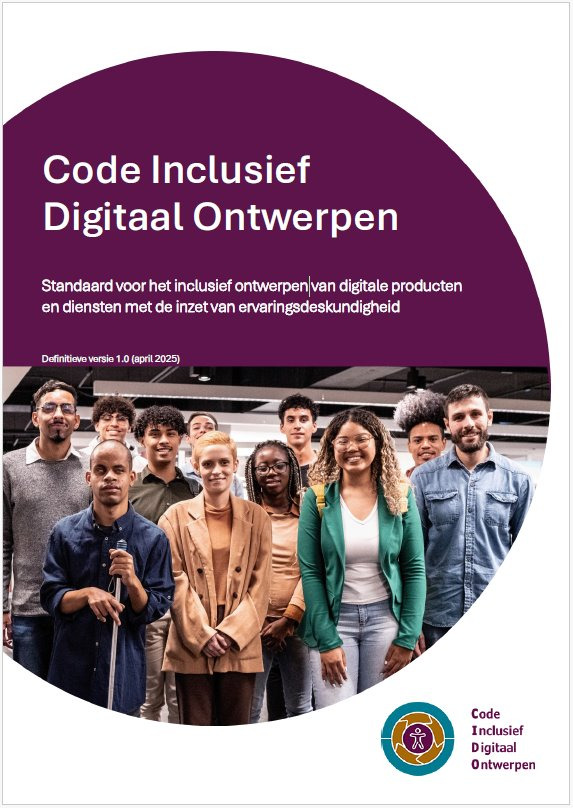 Code Inclusief
Digitaal Ontwerpen
Standaard voor het inclusief ontwerpen van digitale producten
en diensten met de inzet van ervaringsdeskundigheid
Definitieve versie 1.0 (april 2025)
Code
Inclusief
Digitaal
Ontwerpen